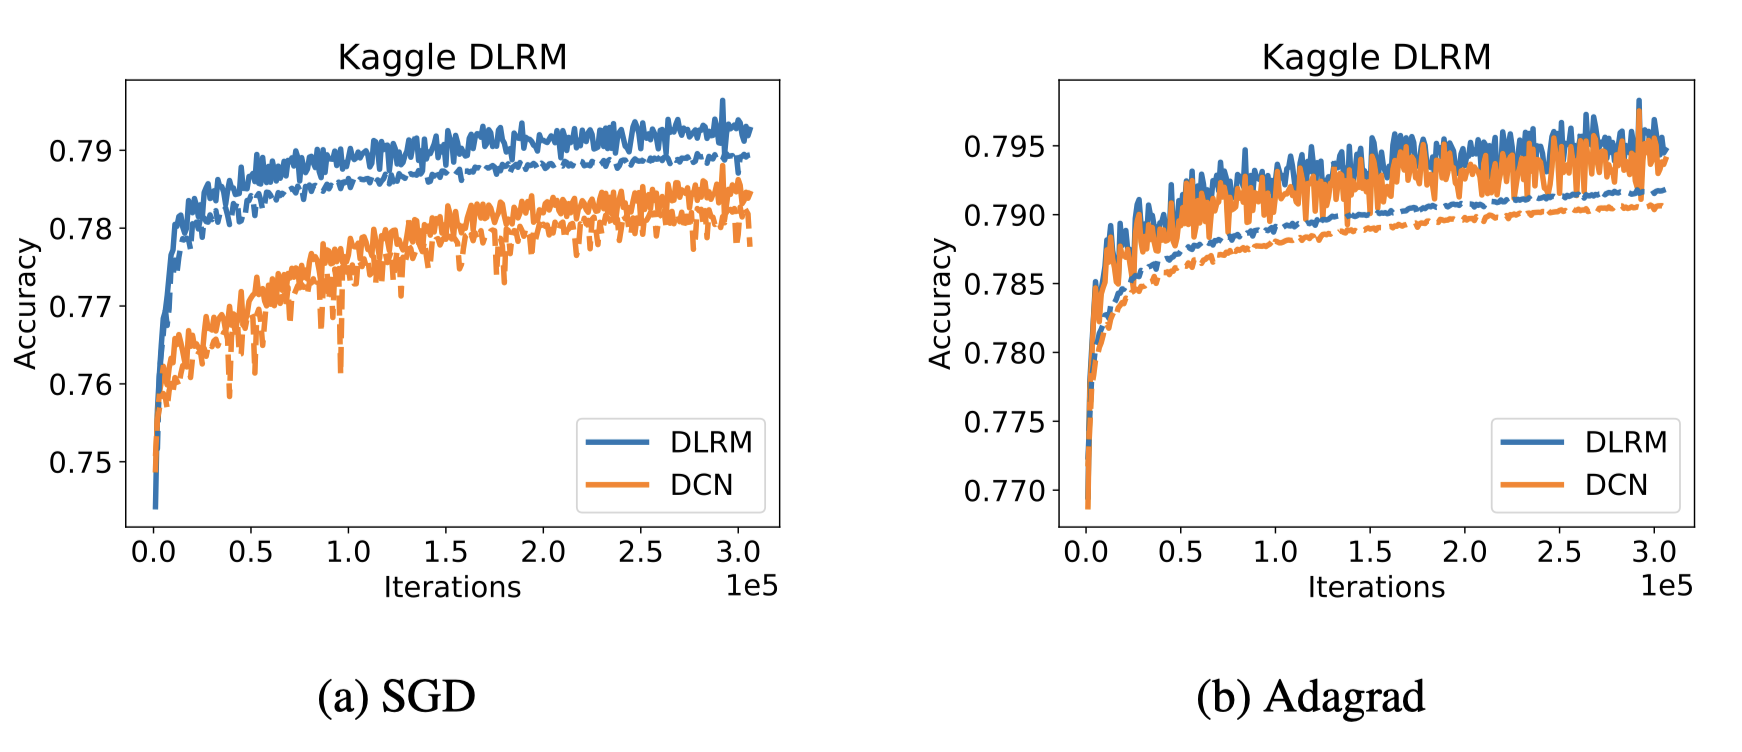 Kaggle DLRM
Accuracy
0.79
0.78
0.77
0.76
0.75
DLRM
DCN
0.0 0.5 1.0 1.5 2.0 2.5 3.0
Iterations
1e5
(a) SGD
Kaggle DLRM
Accuracy
0.795
0.790
0.785
0.780
0.775
0.770
DLRM
DCN
0.0 0.5 1.0 1.5 2.0 2.5 3.0
Iterations
1e5
(b) Adagrad